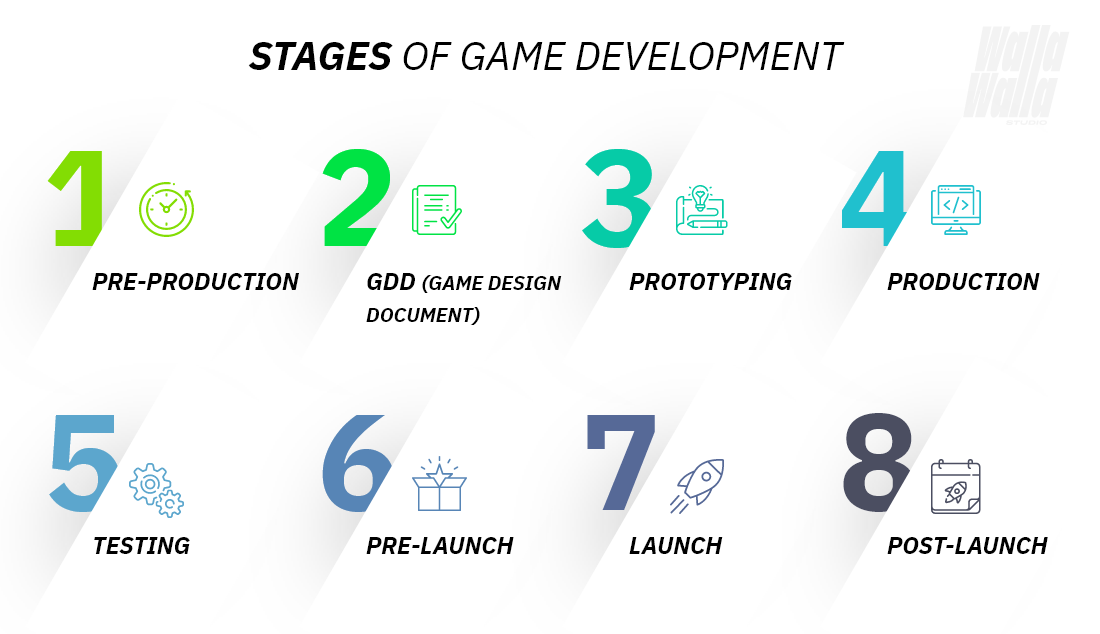 STAGES OF GAME DEVELOPMENT
Walla
Walla
STUDIO
1
PRE-PRODUCTION
2
GDD (GAME DESIGN
DOCUMENT)
3
PROTOTYPING
4
</>
PRODUCTION
5
TESTING
6
PRE-LAUNCH
7
LAUNCH
8
POST-LAUNCH